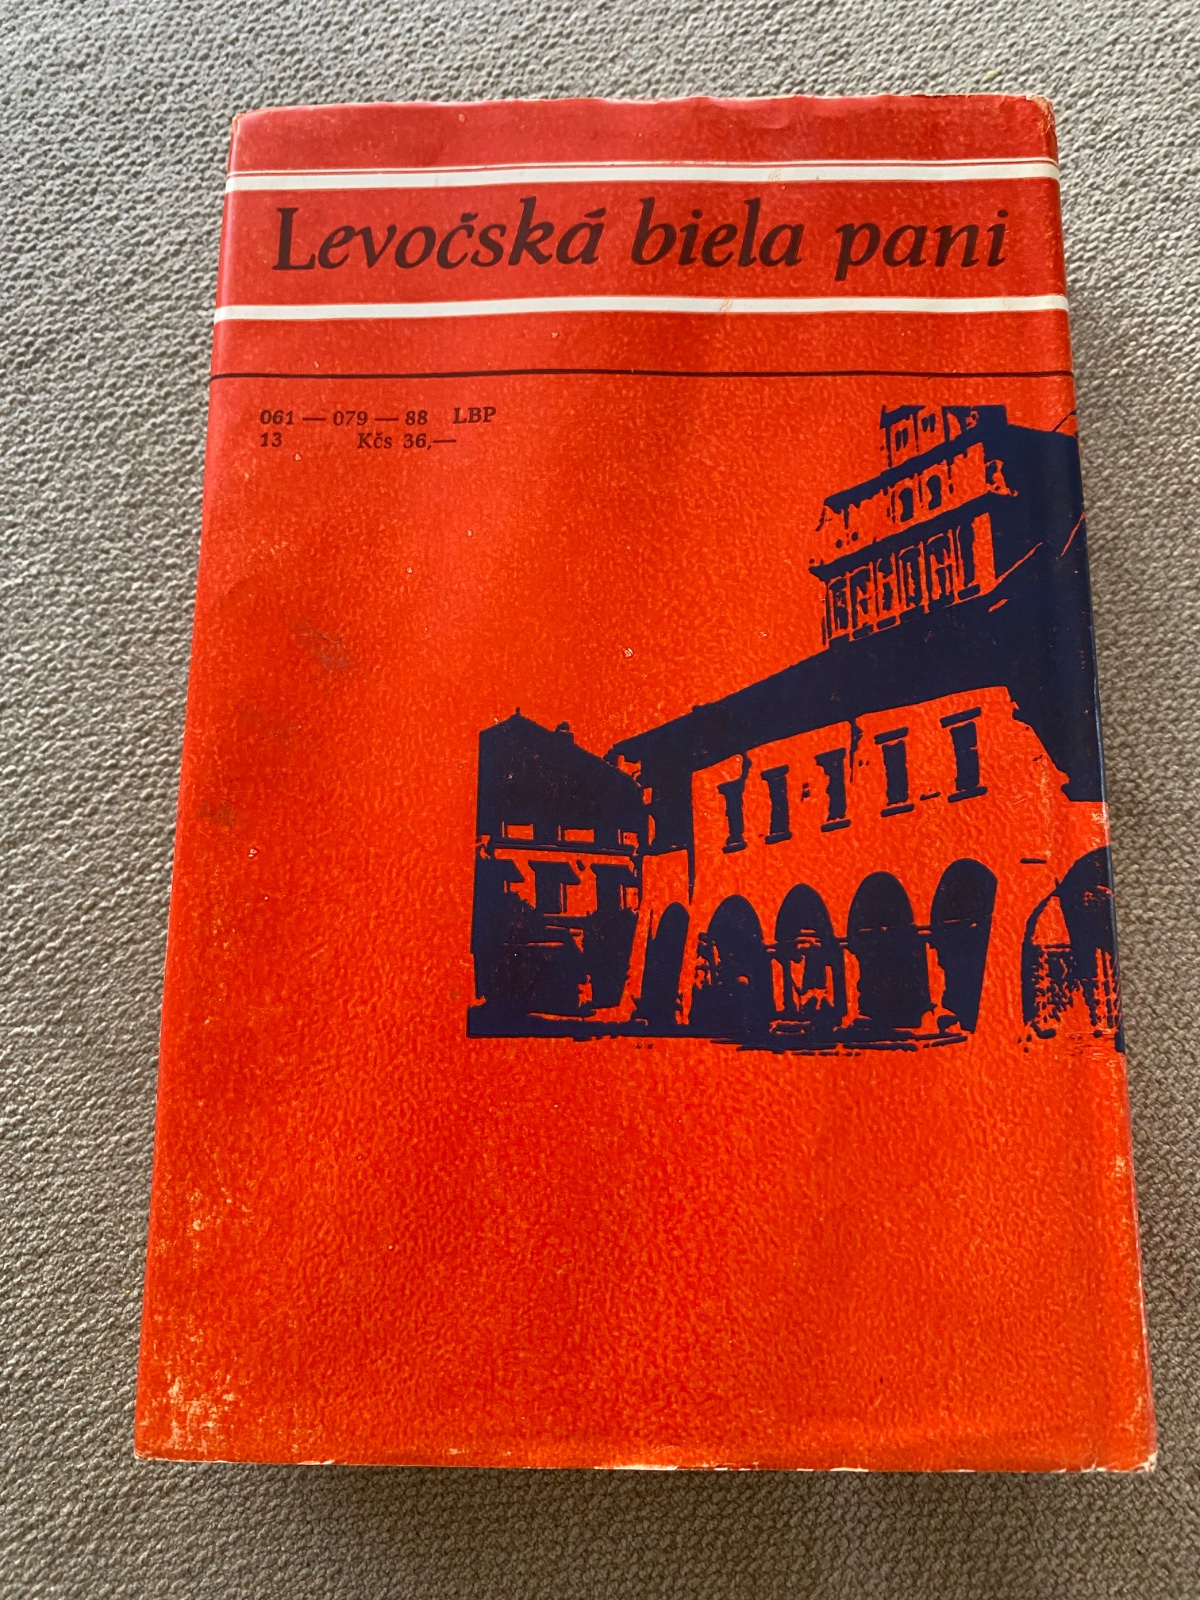 Levočská biela pani
061 — 079 — 88 LBP
13 Kčs 36,—